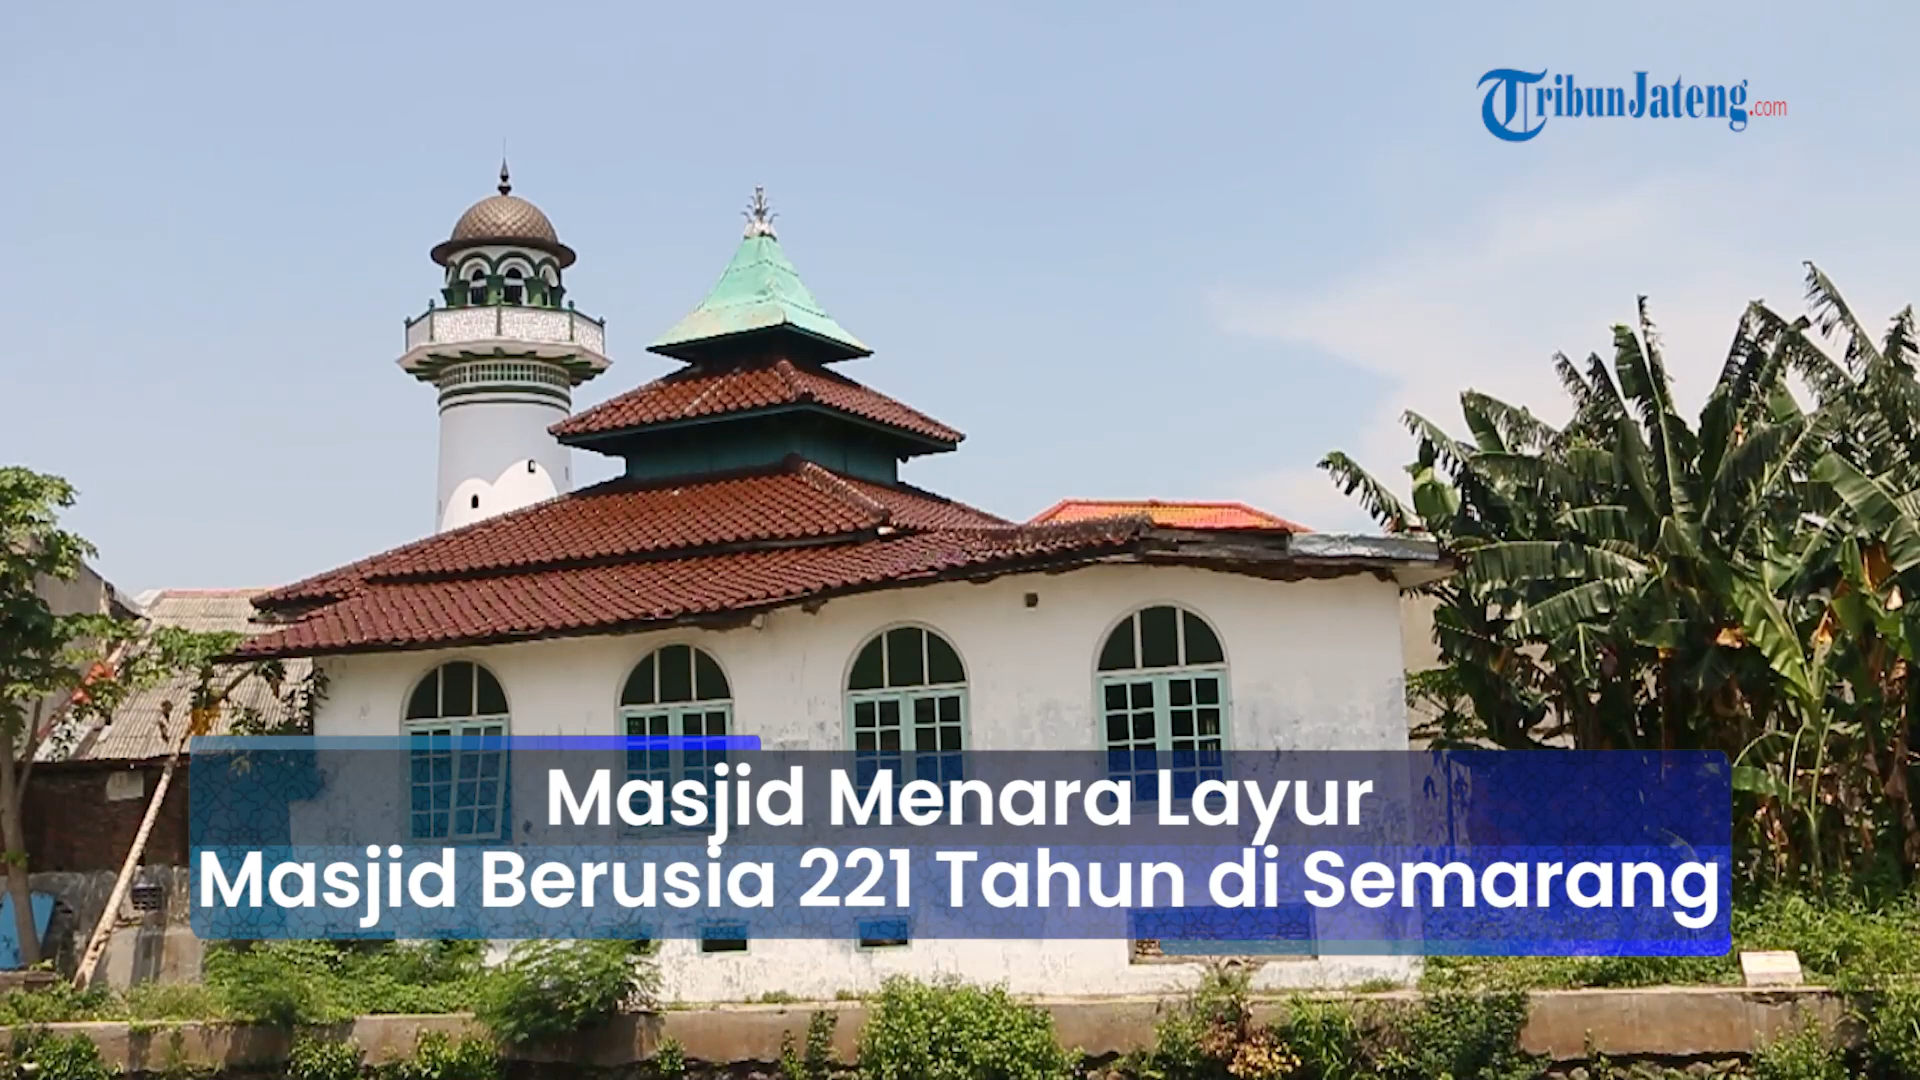 TribunJateng.com
Masjid Menara Layur
Masjid Berusia 221 Tahun di Semarang